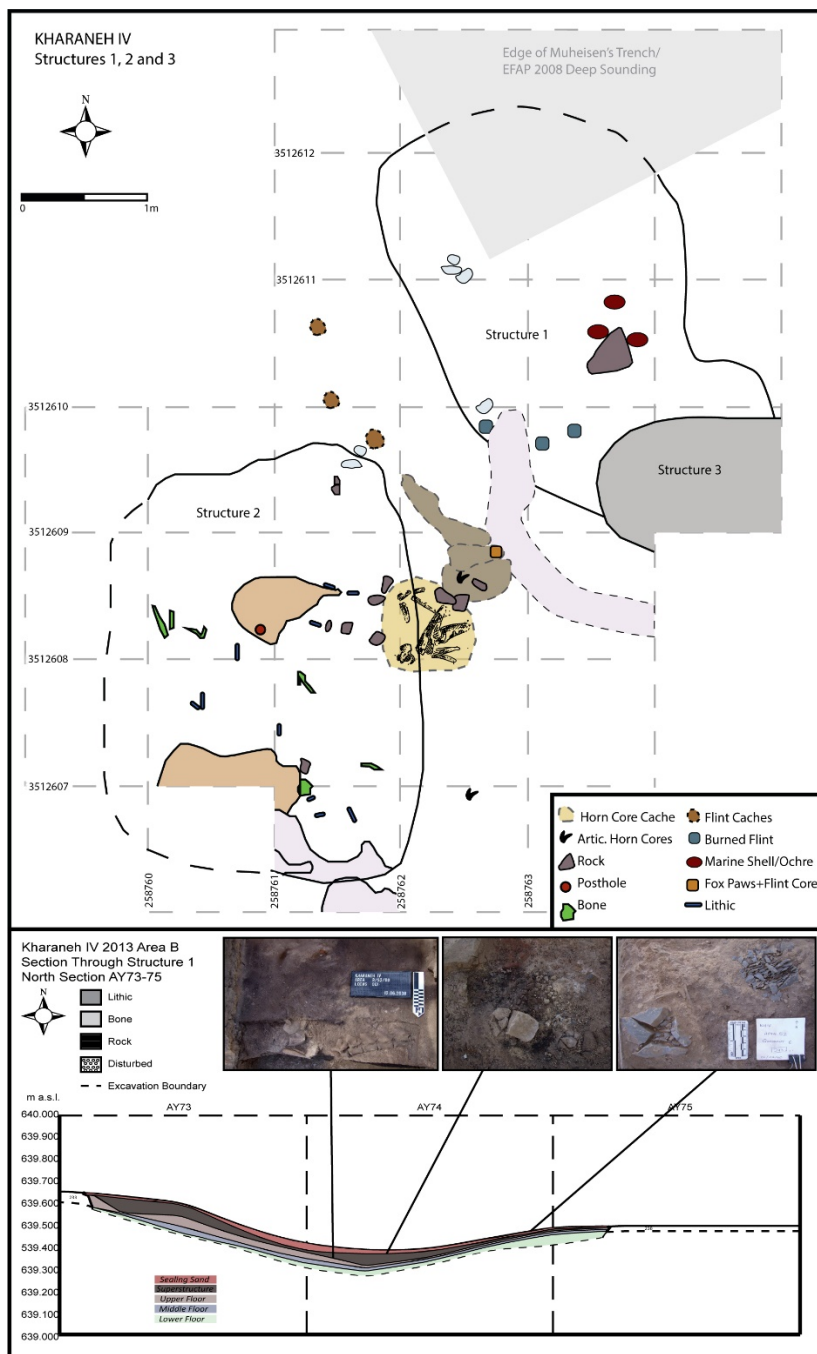 KHARANEH IV
Structures 1, 2 and 3
Edge of Muheisen's Trench/
EFAP 2008 Deep Sounding
N
0 1m
3512612
3512611
Structure 1
3512610
Structure 3
Structure 2
3512609
3512608
3512607
258760
258761
258762
258763
Horn Core Cache
Artic. Horn Cores
Rock
Posthole
Bone
Flint Caches
Burned Flint
Marine Shell/Ochre
Fox Paws+Flint Core
Lithic
Kharaneh IV 2013 Area B
Section Through Structure 1
North Section AY73-75
N
Lithic
Bone
Rock
Disturbed
Excavation Boundary
KHARANEH IV
m a.s.l.
AY73 AY74 AY75
640.000
639.900
639.800
639.700
639.600
639.500
639.400
639.300
639.200
639.100
639.000
Sealing Sand
Superstructure
Upper Floor
Middle Floor
Lower Floor